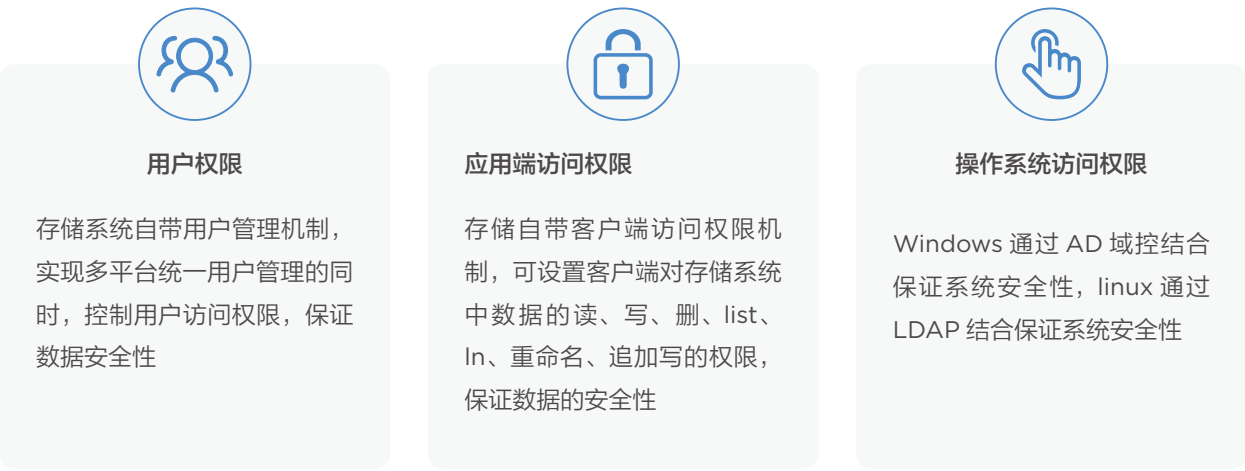 用户权限
存储系统自带用户管理机制，
实现多平台统一用户管理的同
时，控制用户访问权限，保证
数据安全性
应用端访问权限
存储自带客户端访问权限机
制，可设置客户端对存储系统
中数据的读、写、删、list、
ln、重命名、追加写的权限，
保证数据的安全性
操作系统访问权限
Windows 通过 AD 域控结合
保证系统安全性，linux 通过
LDAP 结合保证系统安全性